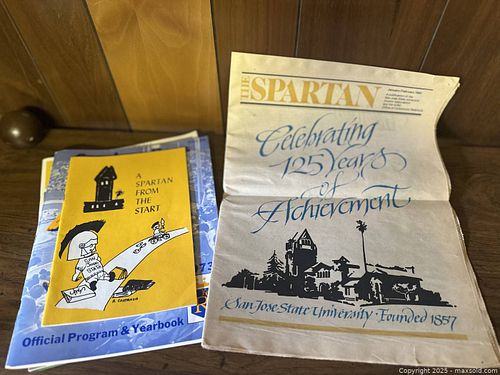 A
SPARTAN
FROM
THE
START
Official Program & Yearbook
THE SPARTAN
Celebrating
125 Years
of
Achievement
San Jose State University · Founded 1857
Copyright 2025 - maxsold.com